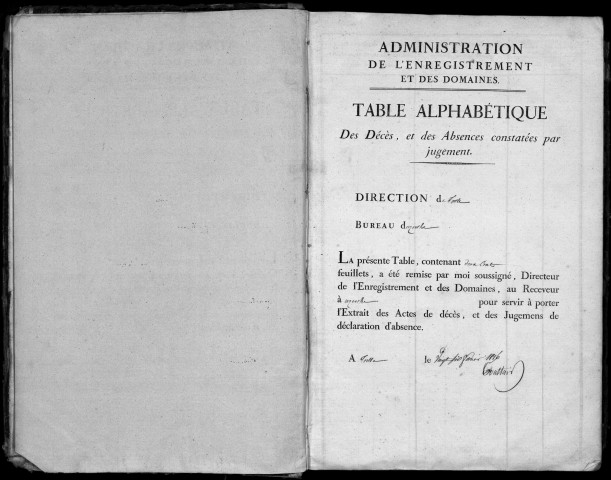 ADMINISTRATION
DE L'ENREGISTREMENT
ET DES DOMAINES.
TABLE ALPHABÉTIQUE
Des Décès, et des Absences constatées par
jugement.
DIRECTION d
BUREAU d
LA présente Table, contenant deux cents
feuillets, a été remise par moi soussigné, Directeur
de l'Enregistrement et des Domaines, au Receveur
à pour servir à porter
l'Extrait des Actes de décès, et des Jugemens de
déclaration d'absence.
A le